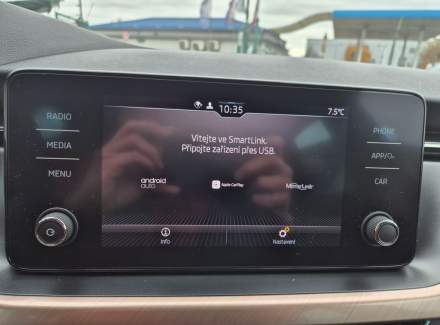 10:35
7.5°C
RADIO
MEDIA
MENU
Vítejte ve SmartLink.
Připojte zařízení přes USB.
android
auto
Apple CarPlay
MirrorLink
Info
Nastavení
PHONE
APP/
CAR